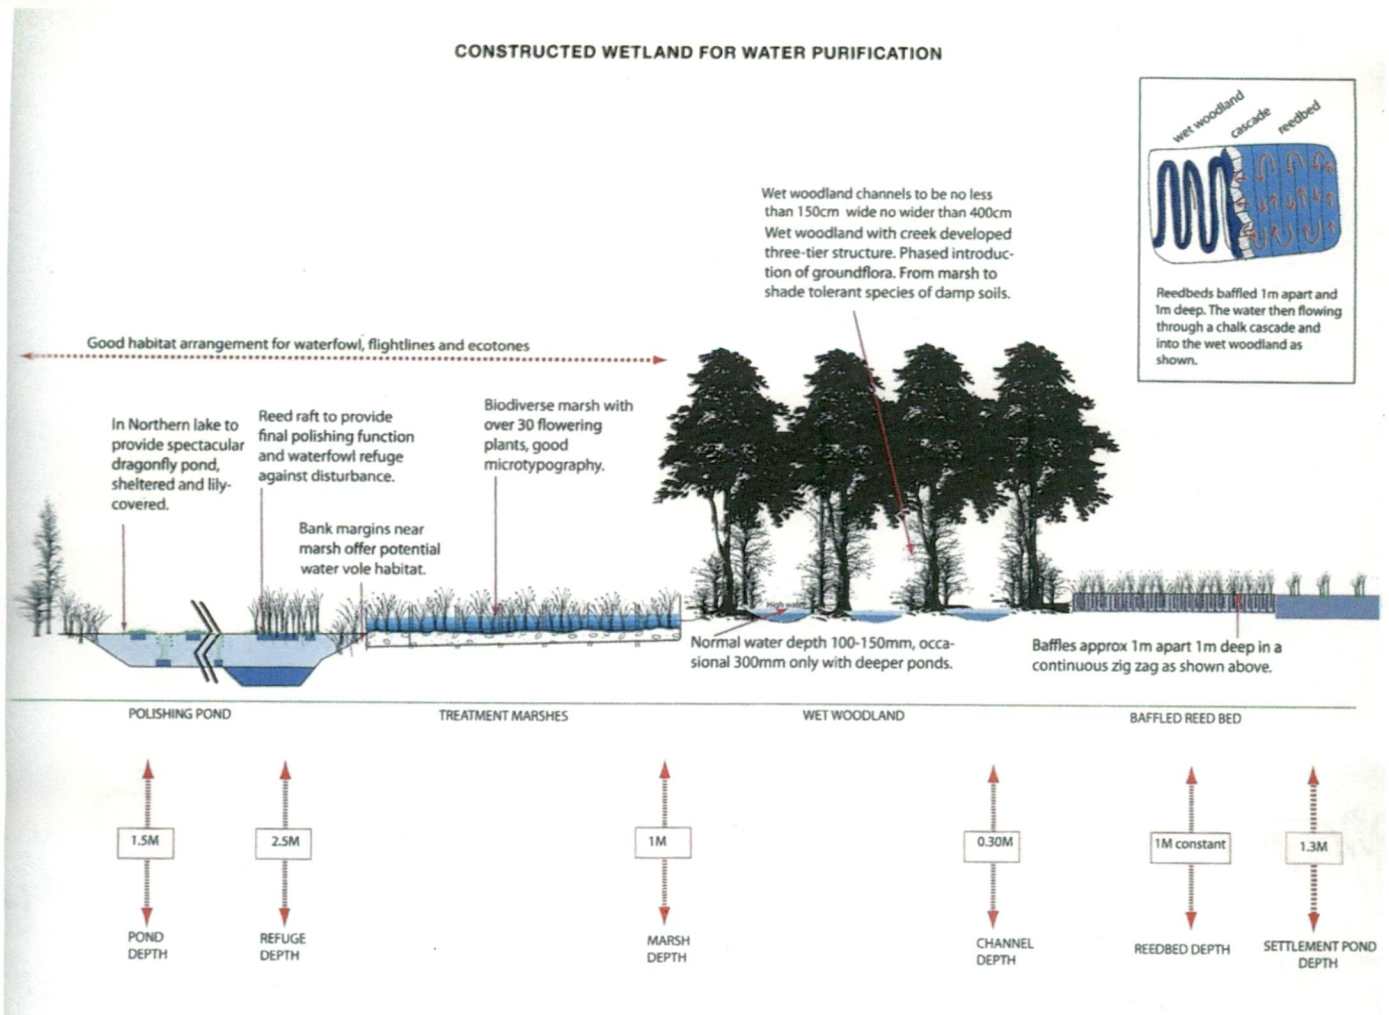 CONSTRUCTED WETLAND FOR WATER PURIFICATION
wet woodland
cascade
reedbed
Reedbeds baffled 1m apart and
1m deep. The water then flowing
through a chalk cascade and
into the wet woodland as
shown.
Wet woodland channels to be no less
than 150cm wide no wider than 400cm
Wet woodland with creek developed
three-tier structure. Phased introduc-
tion of groundflora. From marsh to
shade tolerant species of damp soils.
Good habitat arrangement for waterfowl, flightlines and ecotones
In Northern lake to
provide spectacular
dragonfly pond,
sheltered and lily-
covered.
Reed raft to provide
final polishing function
and waterfowl refuge
against disturbance.
Biodiverse marsh with
over 30 flowering
plants, good
microtypography.
Bank margins near
marsh offer potential
water vole habitat.
Normal water depth 100-150mm, occa-
sional 300mm only with deeper ponds.
Baffles approx 1m apart 1m deep in a
continuous zig zag as shown above.
POLISHING POND
TREATMENT MARSHES
WET WOODLAND
BAFFLED REED BED
1.5M
2.5M
1M
0.30M
1M constant
1.3M
POND
DEPTH
REFUGE
DEPTH
MARSH
DEPTH
CHANNEL
DEPTH
REEDBED DEPTH
SETTLEMENT POND
DEPTH